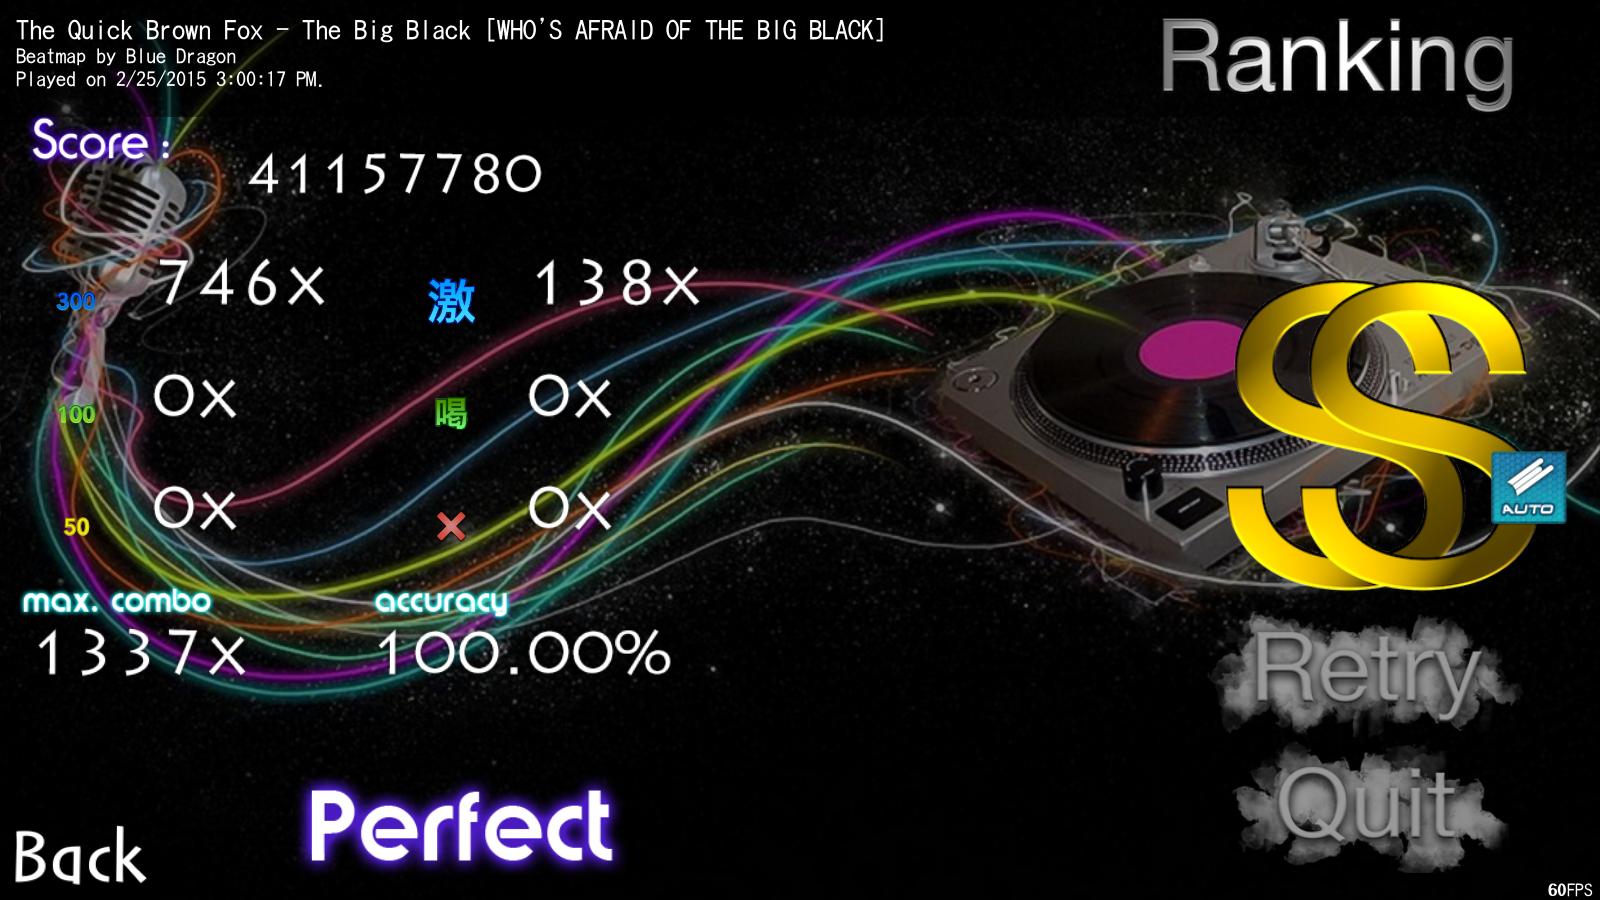 The Quick Brown Fox - The Big Black [WHO'S AFRAID OF THE BIG BLACK]
Beatmap by Blue Dragon
Played on 2/25/2015 3:00:17 PM.
Ranking
Score:
41157780
300 746x 激 138x
100 0x 喝 0x
50 0x 0x
SS
AUTO
max. combo accuracy
1337x 100.00%
Retry
Perfect
Quit
Back
60FPS